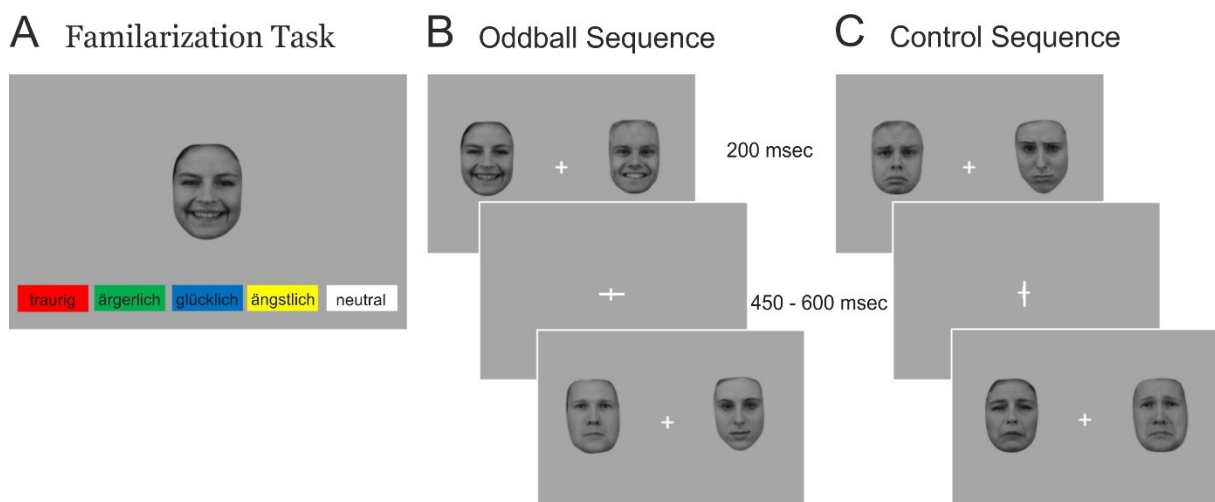 A Familarization Task
traurig
ärgerlich
glücklich
ängstlich
neutral
B Oddball Sequence
200 msec
450 - 600 msec
C Control Sequence